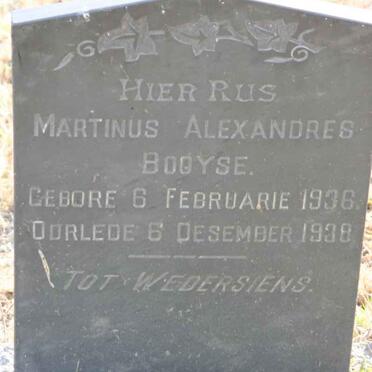 HIER RUS
MARTINUS ALEXANDRES
BOOYSE.
GEBORE 6 FEBRUARIE 1936.
OORLEDE 6 DESEMBER 1938
TOT WEDERSIENS.